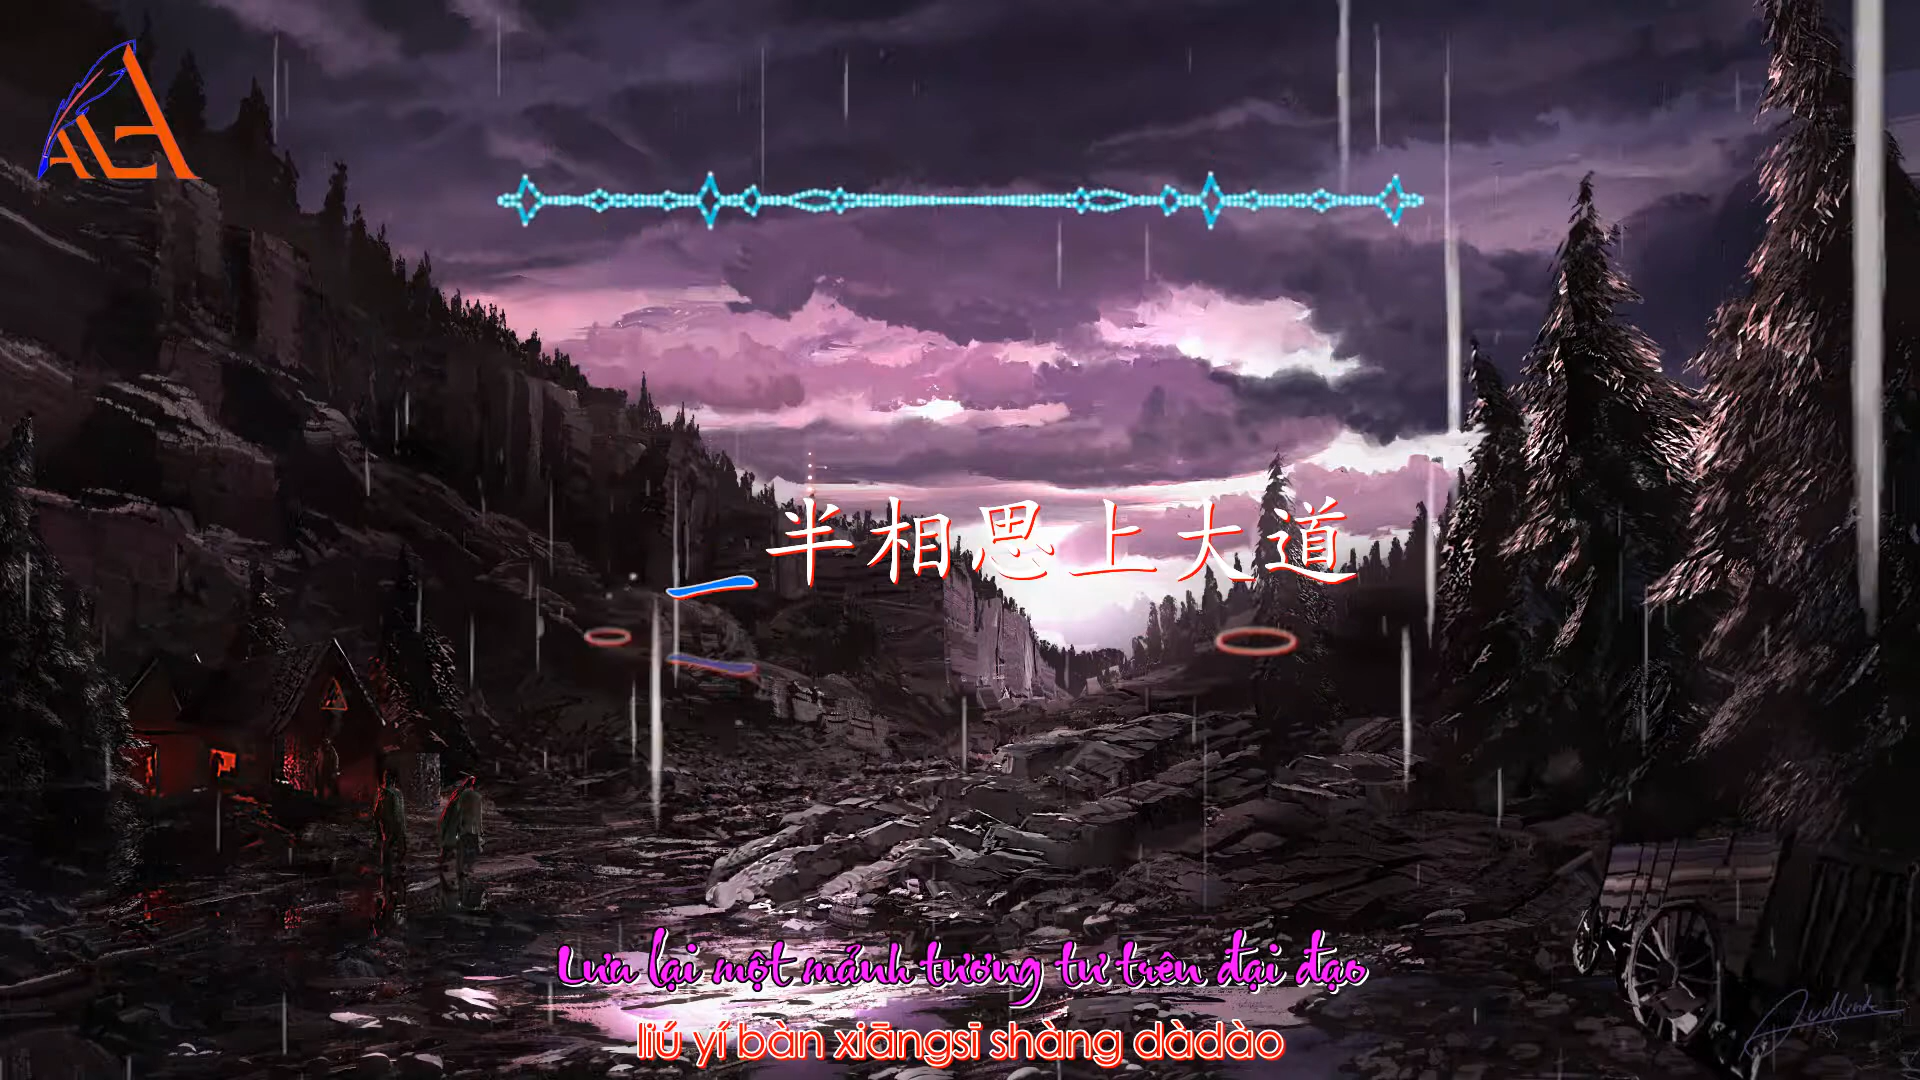 一半相思上大道
Lưu lại một mảnh tương tư trên đại đạo
liú yí bàn xiāngsī shàng dàdào